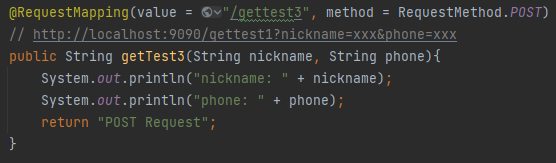 @RequestMapping(value = "/gettest3", method = RequestMethod.POST)
// http://localhost:9090/gettest1?nickname=xxx&phone=xxx
public String getTest3(String nickname, String phone){
System.out.println("nickname: " + nickname);
System.out.println("phone: " + phone);
return "POST Request";
}